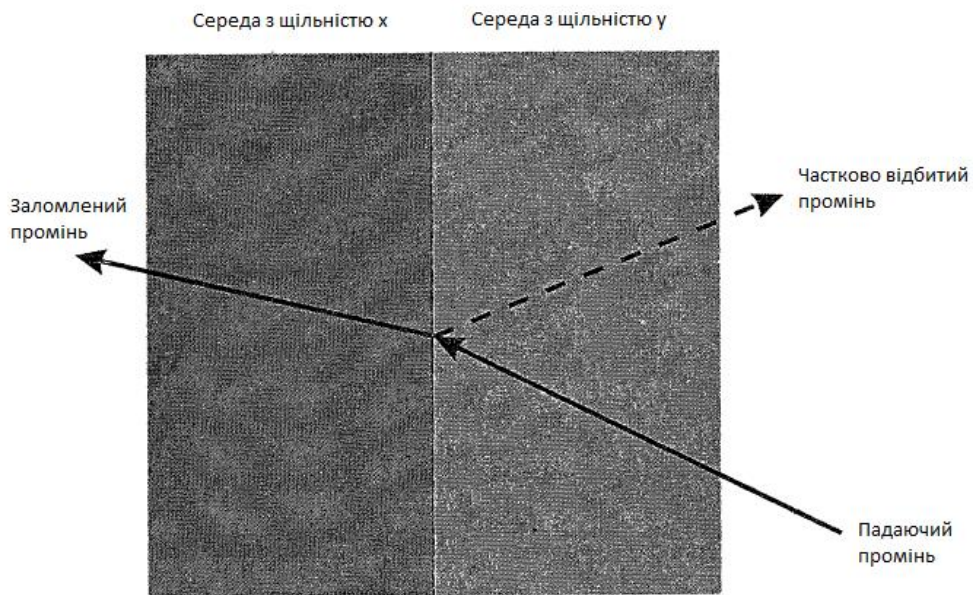 Середа з щільністю x
Середа з щільністю y
Частково відбитий
промінь
Заломлений
промінь
Падаючий
промінь